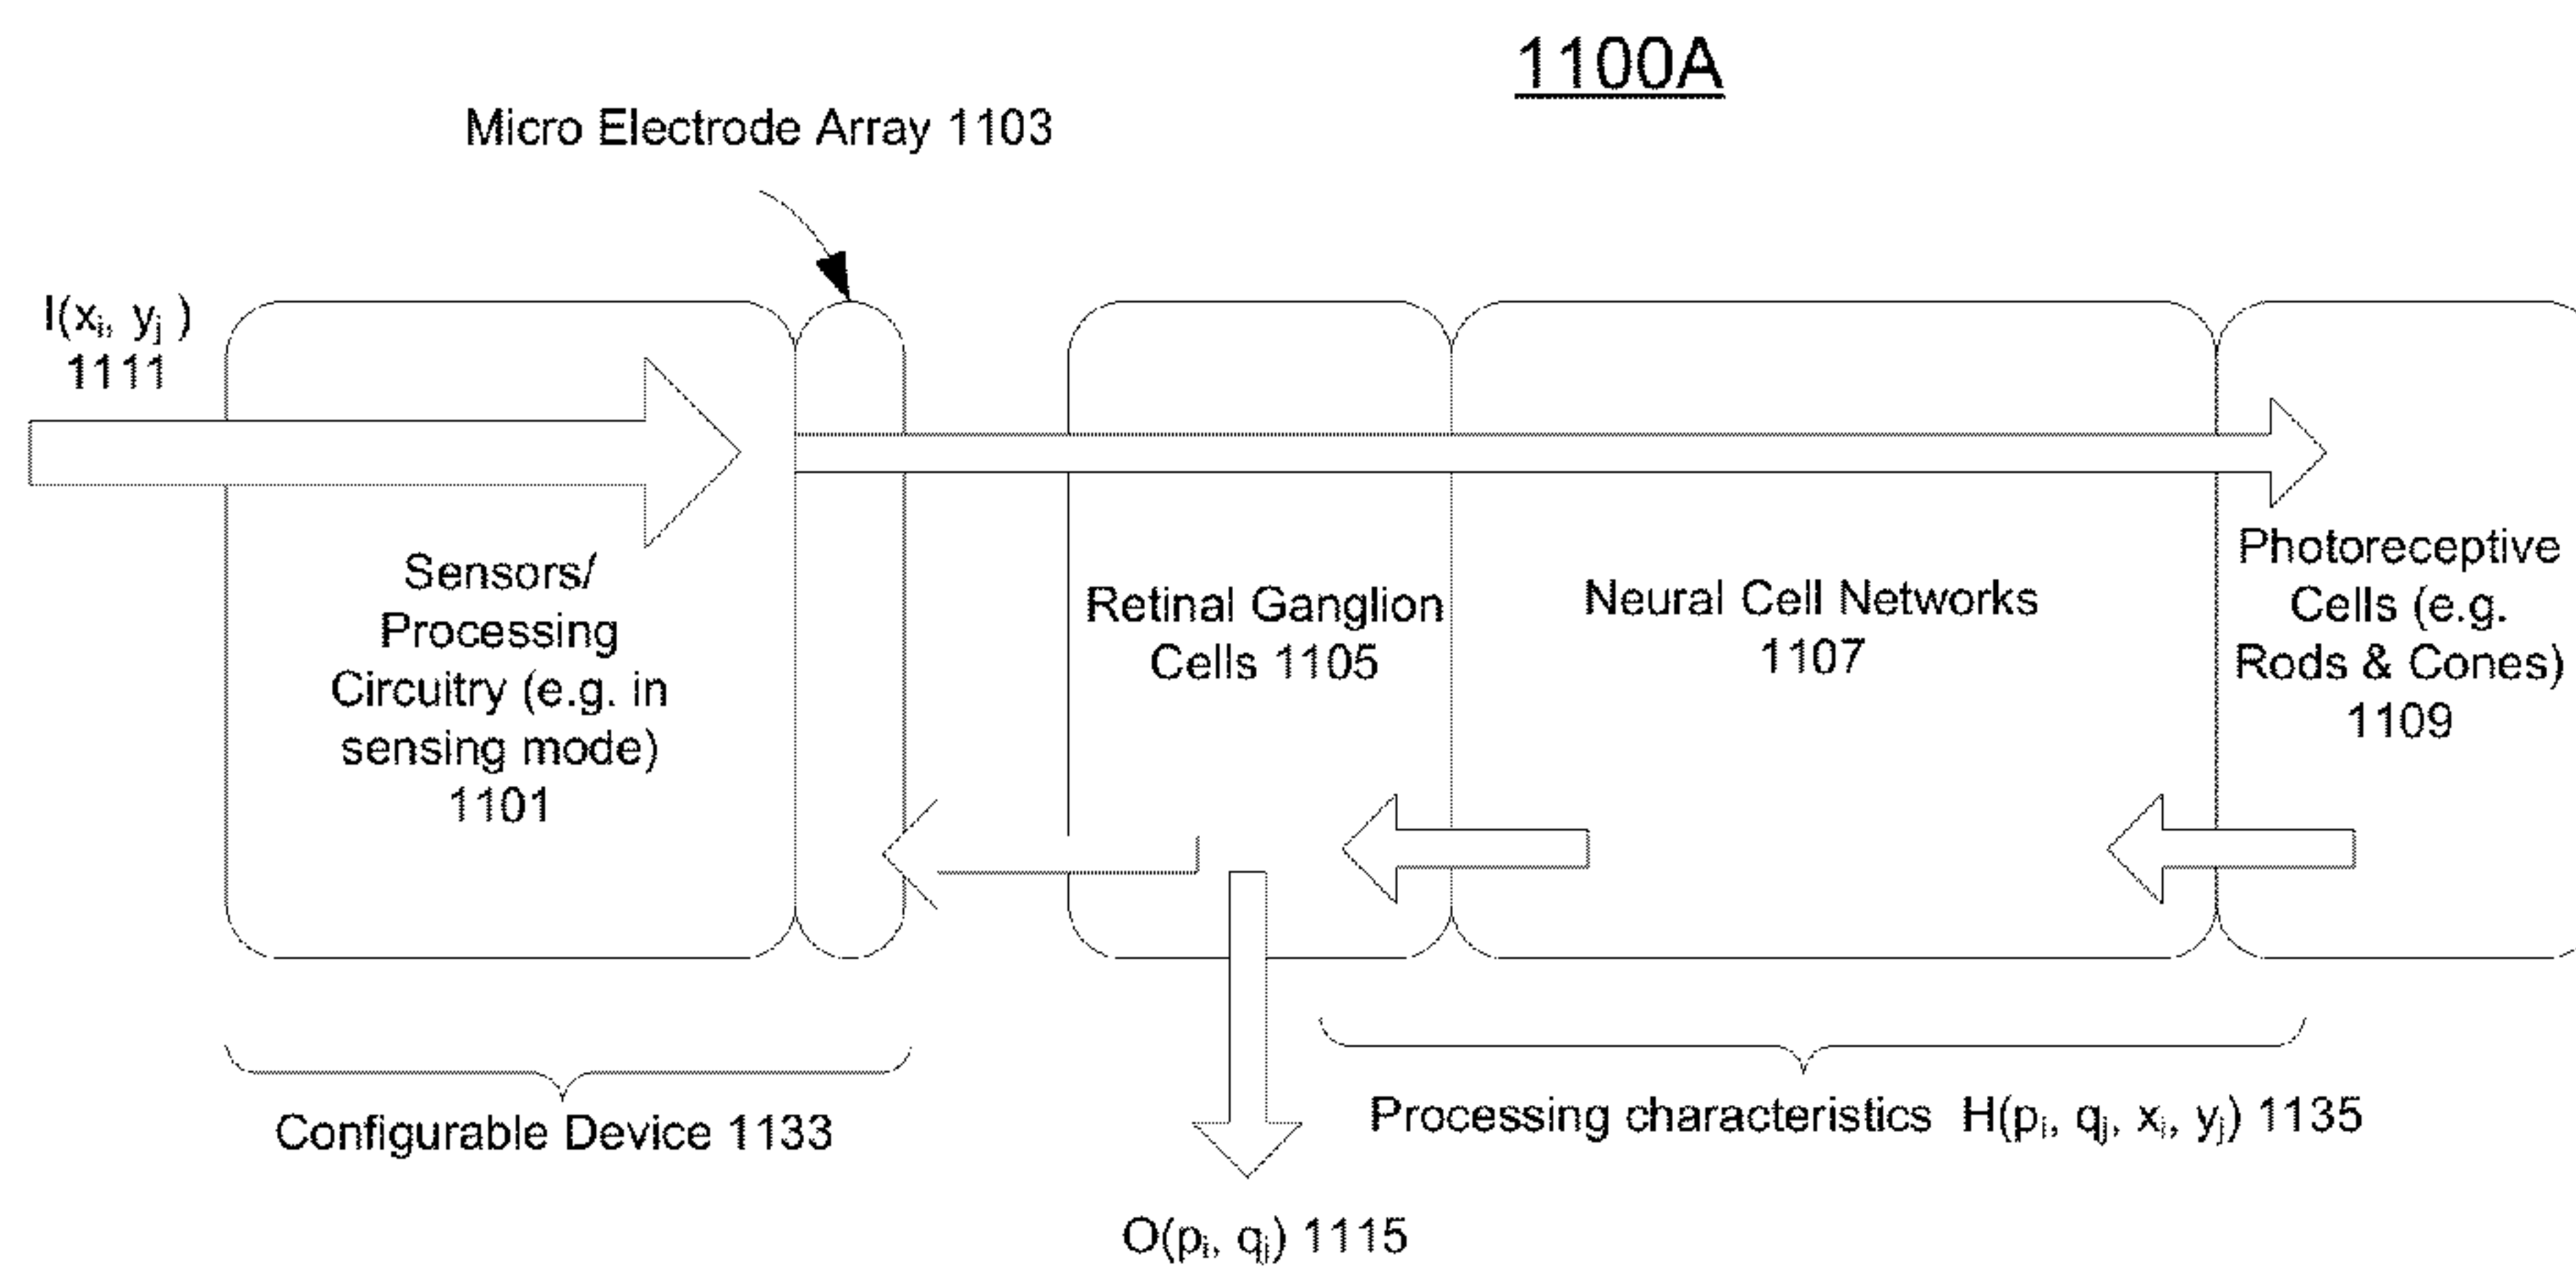 1100A
Micro Electrode Array 1103
I(xᵢ, yⱼ )
1111
Sensors/
Processing
Circuitry (e.g. in
sensing mode)
1101
Retinal Ganglion
Cells 1105
Neural Cell Networks
1107
Photoreceptive
Cells (e.g.
Rods & Cones)
1109
Configurable Device 1133
Processing characteristics H(pᵢ, qⱼ, xᵢ, yⱼ) 1135
O(pᵢ, qⱼ) 1115